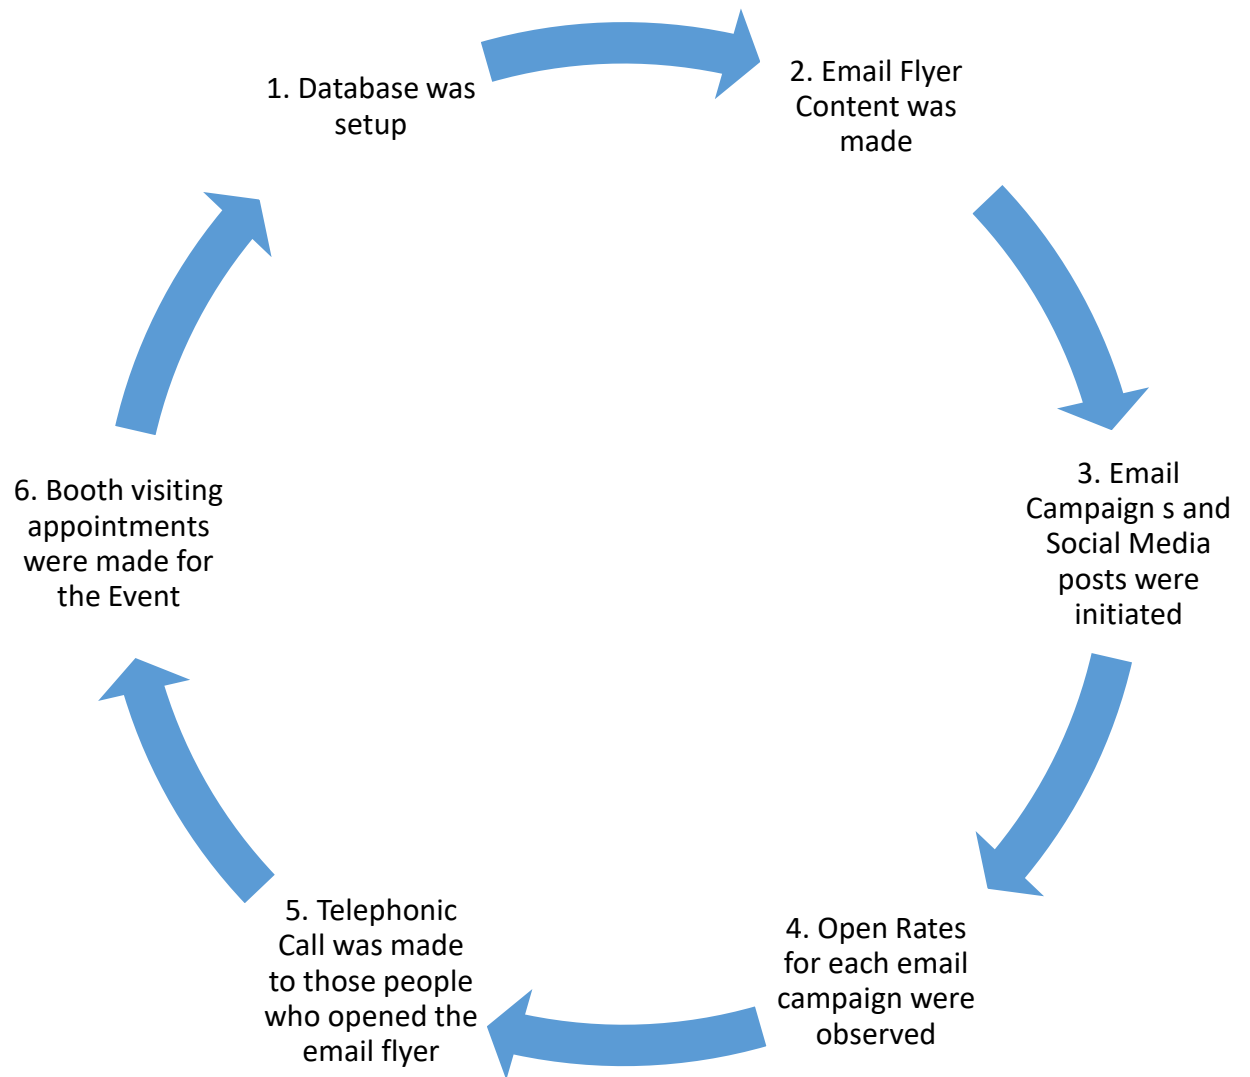 1. Database was
setup
2. Email Flyer
Content was
made
3. Email
Campaign s and
Social Media
posts were
initiated
4. Open Rates
for each email
campaign were
observed
5. Telephonic
Call was made
to those people
who opened the
email flyer
6. Booth visiting
appointments
were made for
the Event